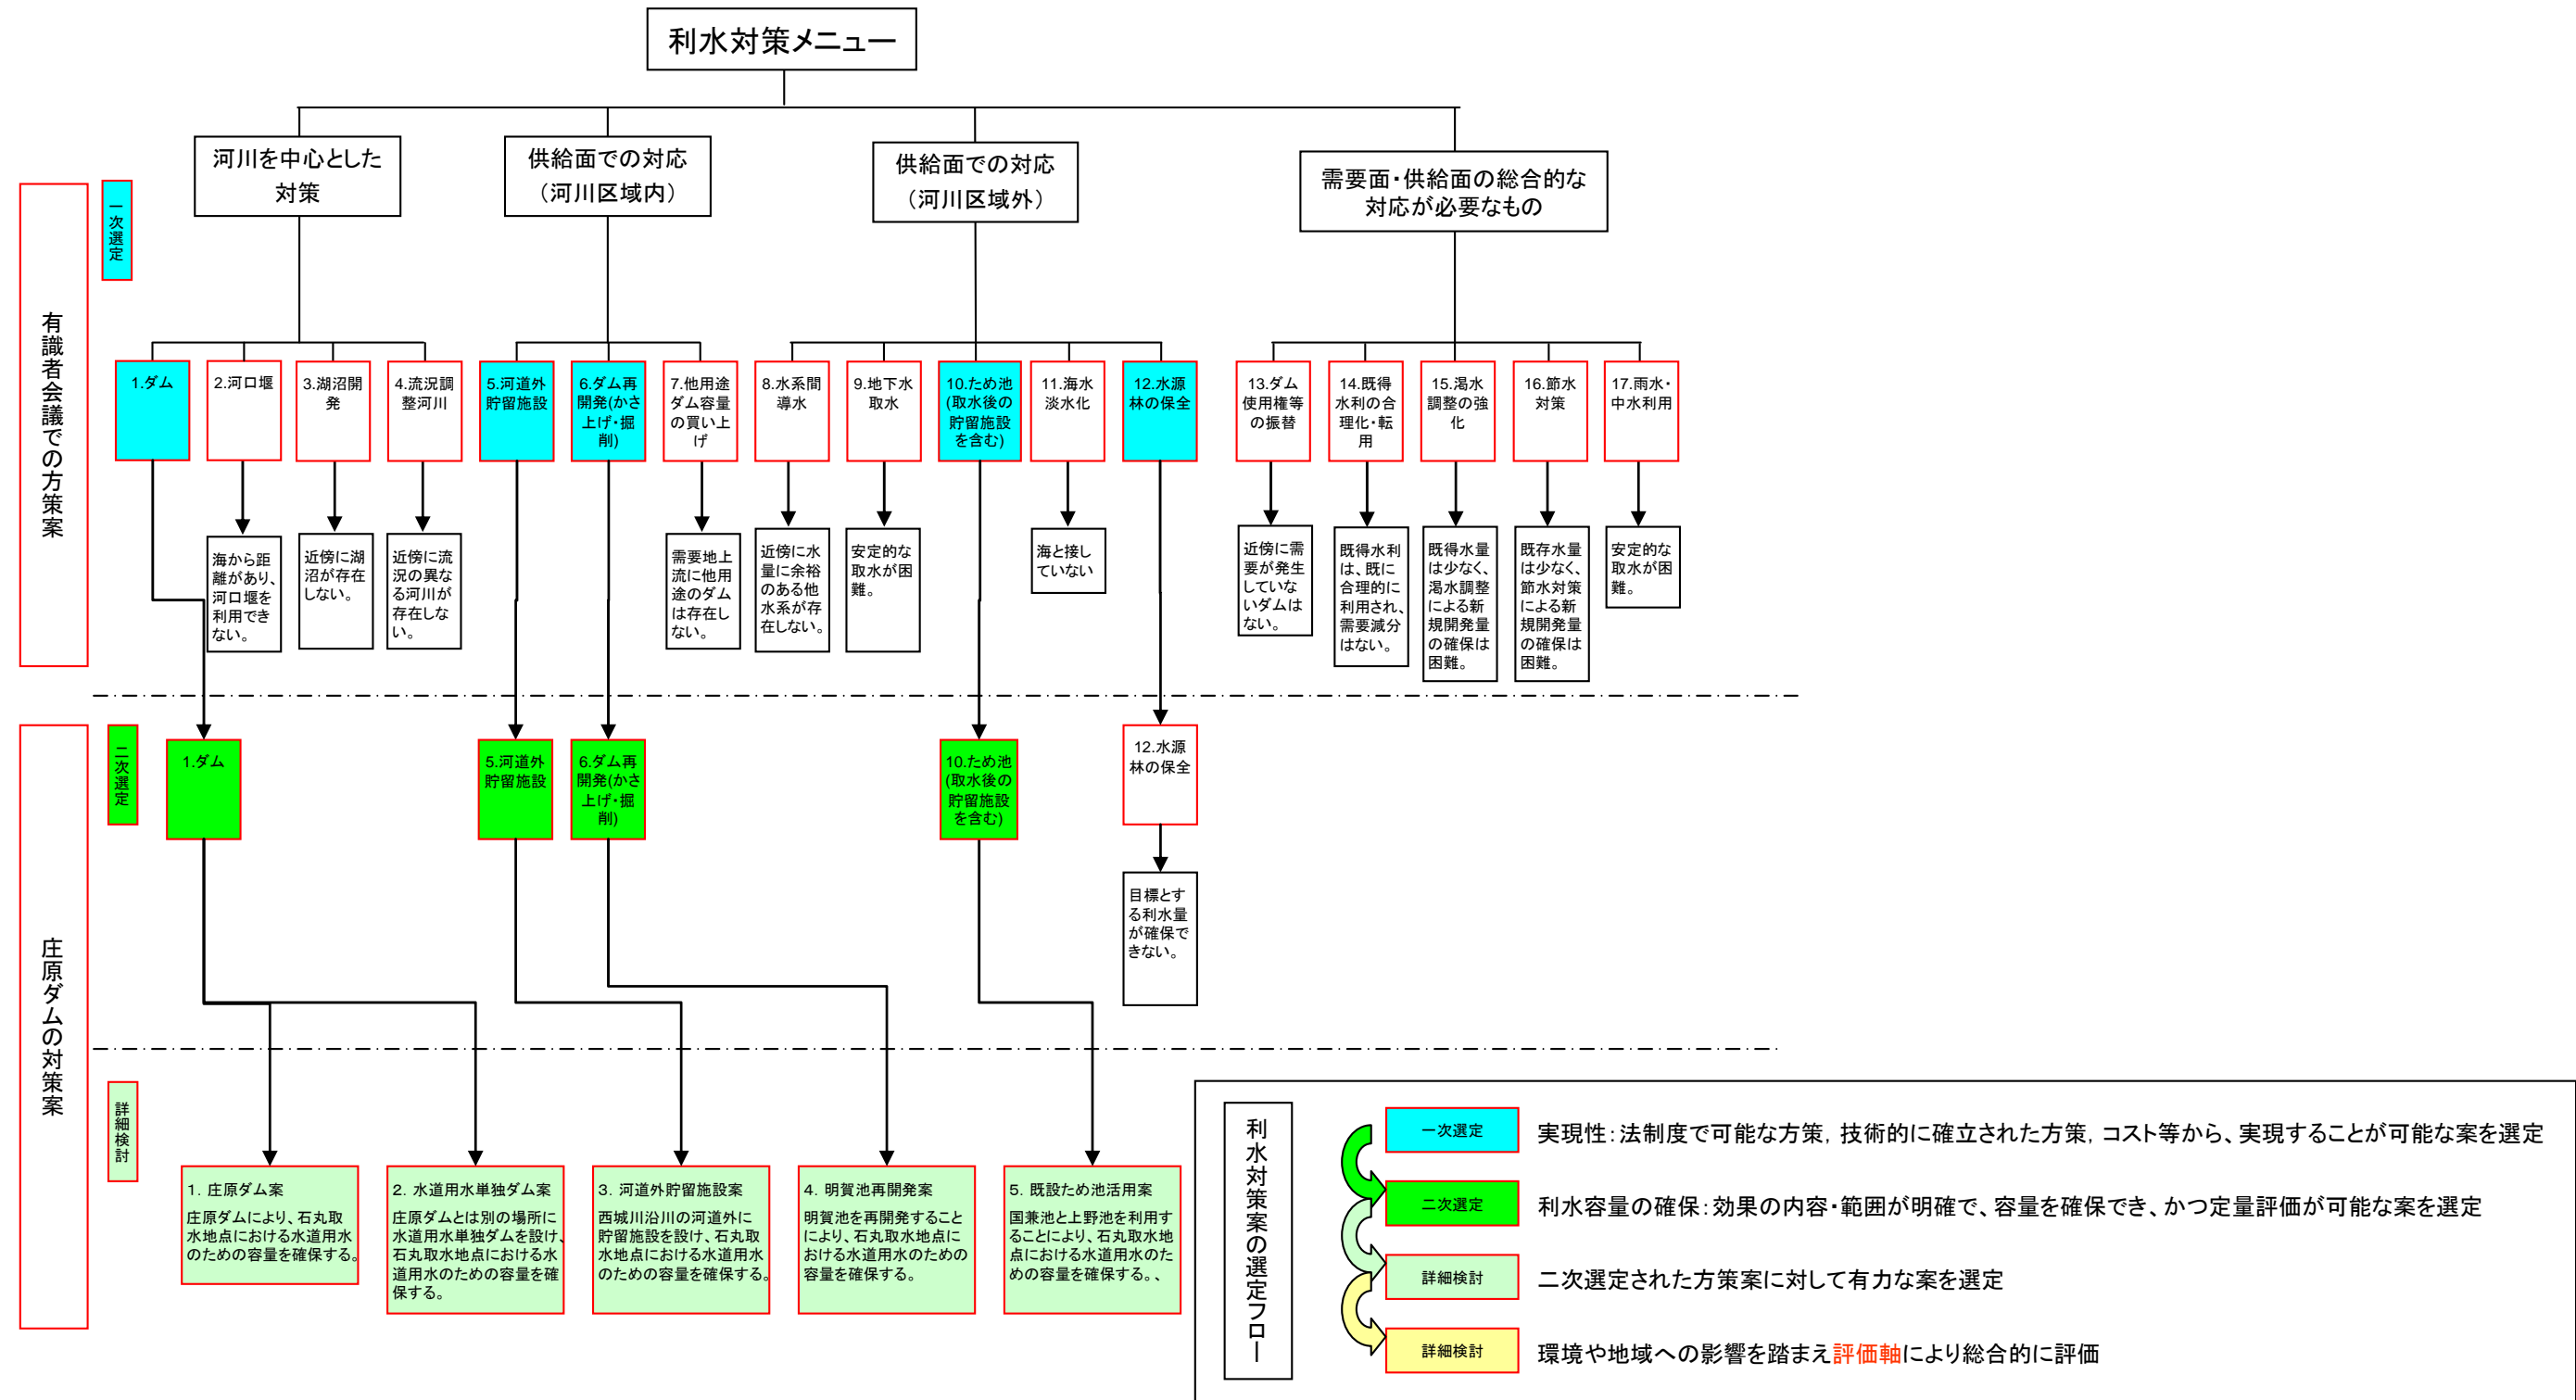 利水対策メニュー
河川を中心とした
対策
供給面での対応
（河川区域内）
供給面での対応
（河川区域外）
需要面・供給面の総合的な
対応が必要なもの
有識者会議での方策案
一次選定
1.ダム
2.河口堰
3.湖沼開
発
4.流況調
整河川
5.河道外
貯留施設
6.ダム再
開発(かさ
上げ・掘
削)
7.他用途
ダム容量
の買い上
げ
8.水系間
導水
9.地下水
取水
10.ため池
(取水後の
貯留施設
を含む)
11.海水
淡水化
12.水源
林の保全
13.ダム
使用権等
の振替
14.既得
水利の合
理化・転
用
15.渇水
調整の強
化
16.節水
対策
17.雨水・
中水利用
海から距
離があり、
河口堰を
利用でき
ない。
近傍に湖
沼が存在
しない。
近傍に流
況の異な
る河川が
存在しな
い。
需要地上
流に他用
途のダム
は存在し
ない。
近傍に水
量に余裕
のある他
水系が存
在しない。
安定的な
取水が困
難。
海と接し
ていない
近傍に需
要が発生
していな
いダムは
ない。
既得水利
は、既に
合理的に
利用され、
需要減分
はない。
既得水量
は少なく、
渇水調整
による新
規開発量
の確保は
困難。
既存水量
は少なく、
節水対策
による新
規開発量
の確保は
困難。
安定的な
取水が困
難。
庄原ダムの対策案
二次選定
1.ダム
5.河道外
貯留施設
6.ダム再
開発(かさ
上げ・掘
削)
10.ため池
(取水後の
貯留施設
を含む)
12.水源
林の保全
目標とす
る利水量
が確保で
きない。
詳細検討
1．庄原ダム案
庄原ダムにより、石丸取
水地点における水道用水
のための容量を確保する。
2．水道用水単独ダム案
庄原ダムとは別の場所に
水道用水単独ダムを設け、
石丸取水地点における水
道用水のための容量を確
保する。
3．河道外貯留施設案
西城川沿川の河道外に
貯留施設を設け、石丸取
水地点における水道用水
のための容量を確保する。
4．明賀池再開発案
明賀池を再開発すること
により、石丸取水地点に
おける水道用水のための
容量を確保する。
5．既設ため池活用案
国兼池と上野池を利用す
ることにより、石丸取水地
点における水道用水のた
めの容量を確保する。、
利水対策案の選定フロー
一次選定
実現性：法制度で可能な方策，技術的に確立された方策，コスト等から、実現することが可能な案を選定
二次選定
利水容量の確保：効果の内容・範囲が明確で、容量を確保でき、かつ定量評価が可能な案を選定
詳細検討
二次選定された方策案に対して有力な案を選定
詳細検討
環境や地域への影響を踏まえ評価軸により総合的に評価